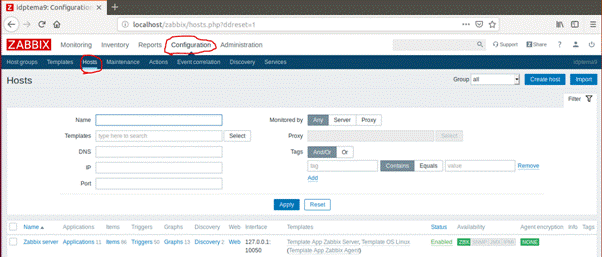 idptema9: Configuration
localhost/zabbix/hosts.php?ddreset=1
ZABBIX Monitoring Inventory Reports Configuration Administration Support Share ?
Host groups Templates Hosts Maintenance Actions Event correlation Discovery Services idptema9
Hosts Group all Create host Import
Filter
Name Monitored by Any Server Proxy
Templates type here to search Select Proxy Select
DNS Tags And/Or Or
IP tag Contains Equals value Remove
Port Add
Apply Reset
Name Applications Items Triggers Graphs Discovery Web Interface Templates Status Availability Agent encryption Info Tags
Zabbix server Applications 11 Items Triggers 50 Graphs 13 Discovery 2 Web 127.0.0.1: Template App Zabbix Server, Template OS Linux Enabled ZBX SNMP JMX IPMI NONE
10050 (Template App Zabbix Agent)